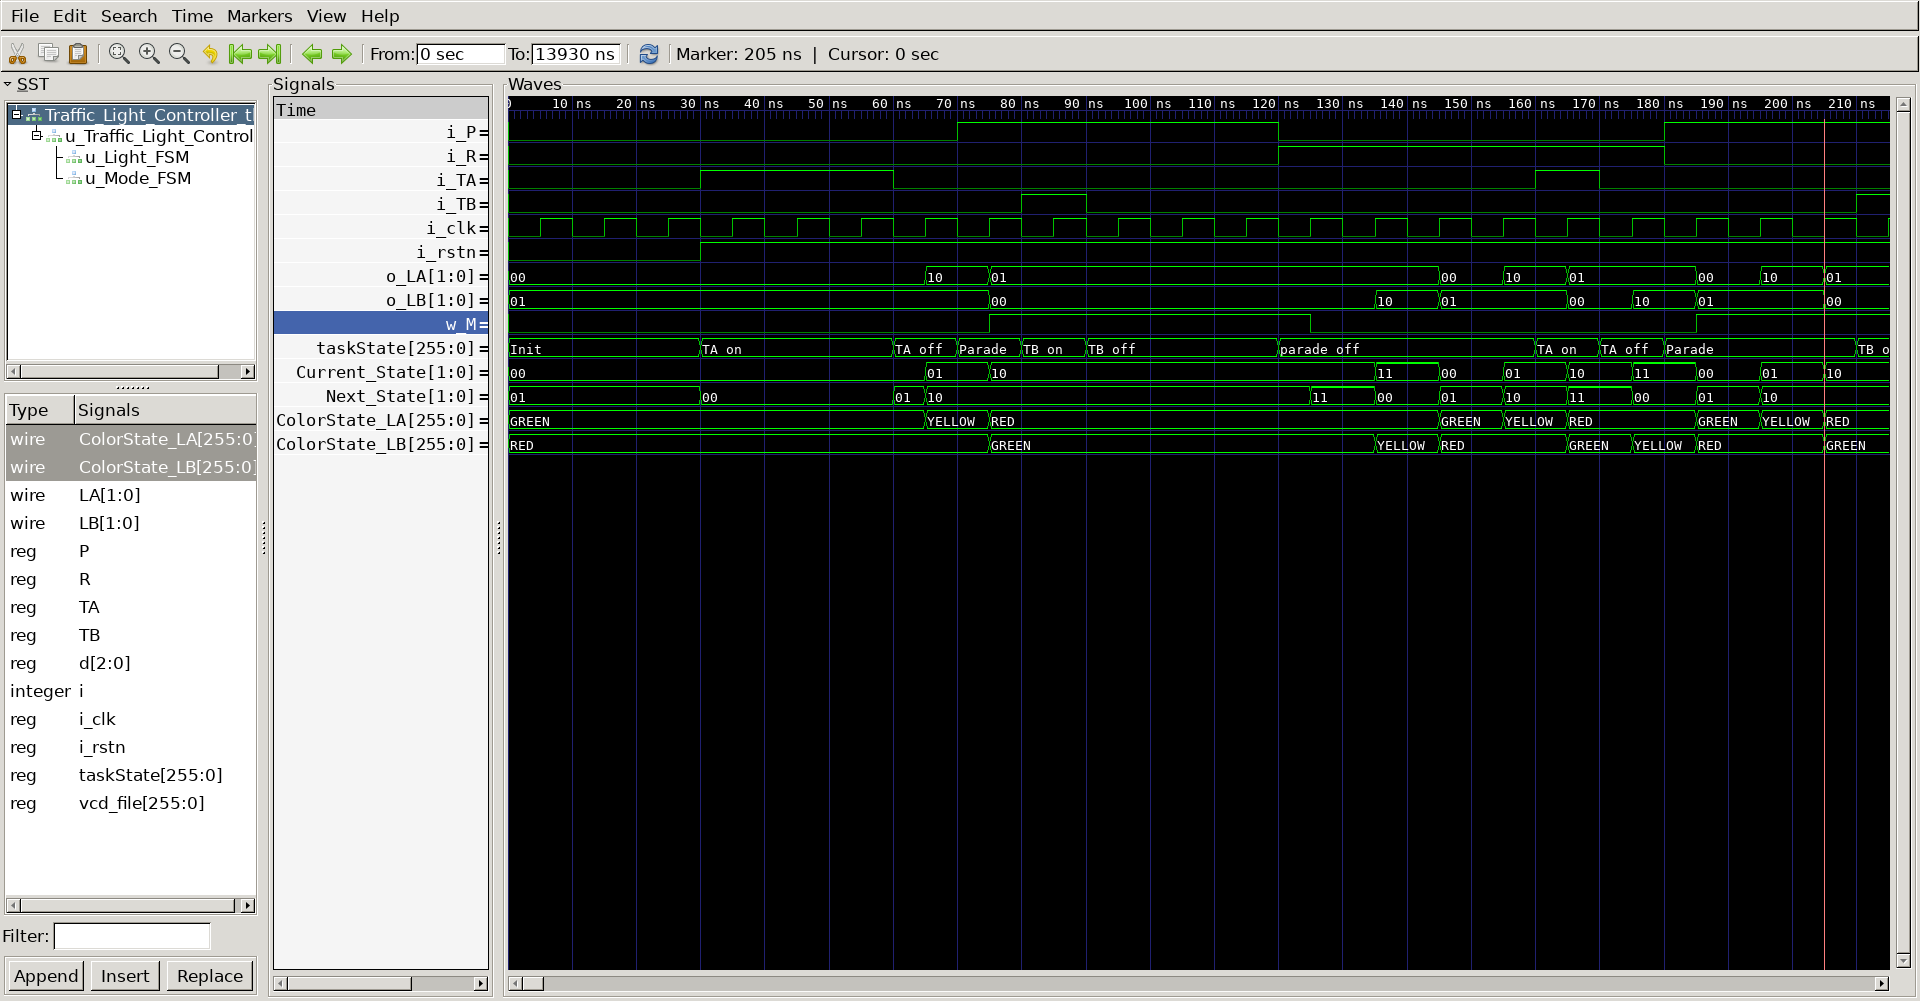 File Edit Search Time Markers View Help
From: 0 sec To: 13930 ns Marker: 205 ns | Cursor: 0 sec
SST
Traffic_Light_Controller_t
u_Traffic_Light_Control
u_Light_FSM
u_Mode_FSM
Type Signals
wire ColorState_LA[255:0]
wire ColorState_LB[255:0]
wire LA[1:0]
wire LB[1:0]
reg P
reg R
reg TA
reg TB
reg d[2:0]
integer i
reg i_clk
reg i_rstn
reg taskState[255:0]
reg vcd_file[255:0]
Filter:
Append Insert Replace
Signals
Time
i_P=
i_R=
i_TA=
i_TB=
i_clk=
i_rstn=
o_LA[1:0]=
o_LB[1:0]=
w_M=
taskState[255:0]=
Current_State[1:0]=
Next_State[1:0]=
ColorState_LA[255:0]=
ColorState_LB[255:0]=
Waves
0 10 ns 20 ns 30 ns 40 ns 50 ns 60 ns 70 ns 80 ns 90 ns 100 ns 110 ns 120 ns 130 ns 140 ns 150 ns 160 ns 170 ns 180 ns 190 ns 200 ns 210 ns
00 10 01 00 10 01 00 10 01
01 00 10 01 00 10 01 00
Init TA on TA off Parade TB on TB off parade off TA on TA off Parade TB o
00 01 10 11 00 01 10 11 00 01 10
01 00 01 10 11 00 01 10 11 00 01 10
GREEN YELLOW RED GREEN YELLOW RED GREEN YELLOW RED
RED GREEN YELLOW RED GREEN YELLOW RED GREEN